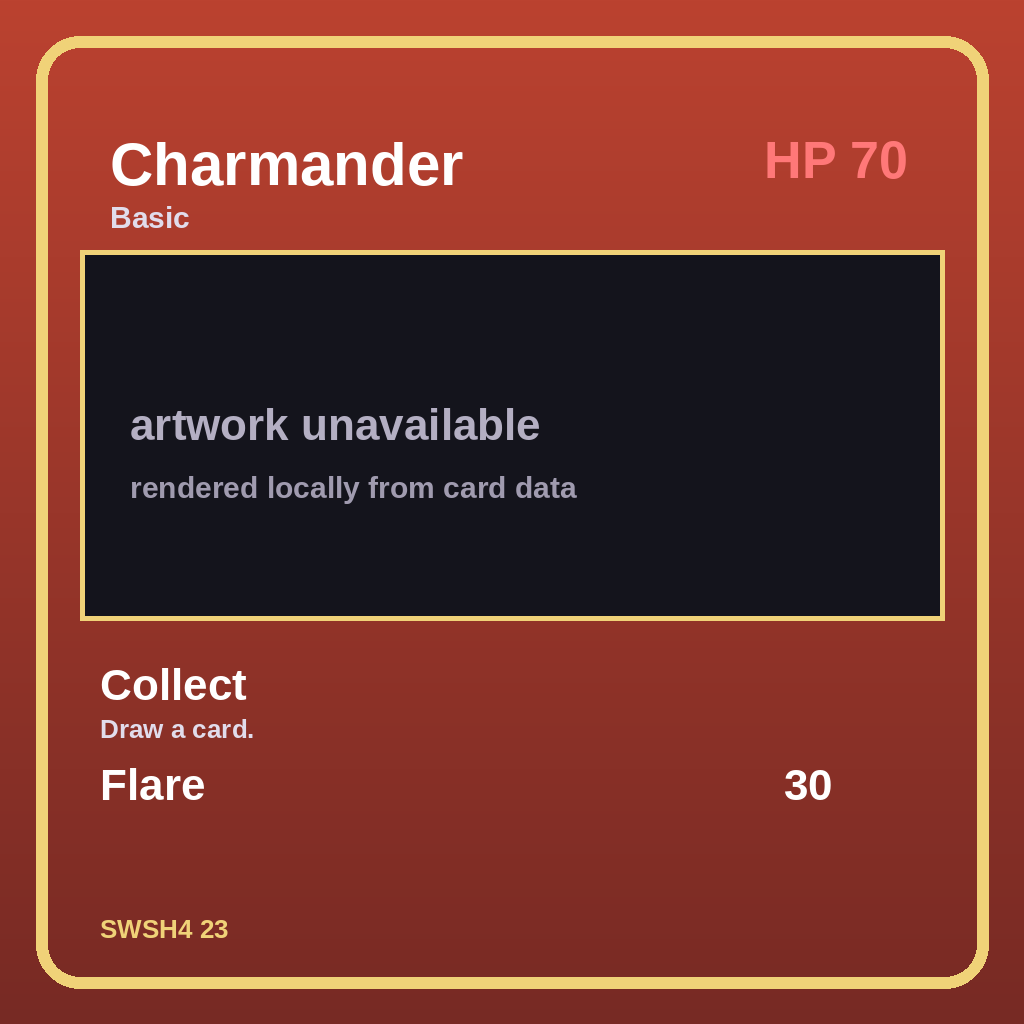 Charmander
HP 70
Basic
artwork unavailable
rendered locally from card data
Collect
Draw a card.
Flare 30
SWSH4 23